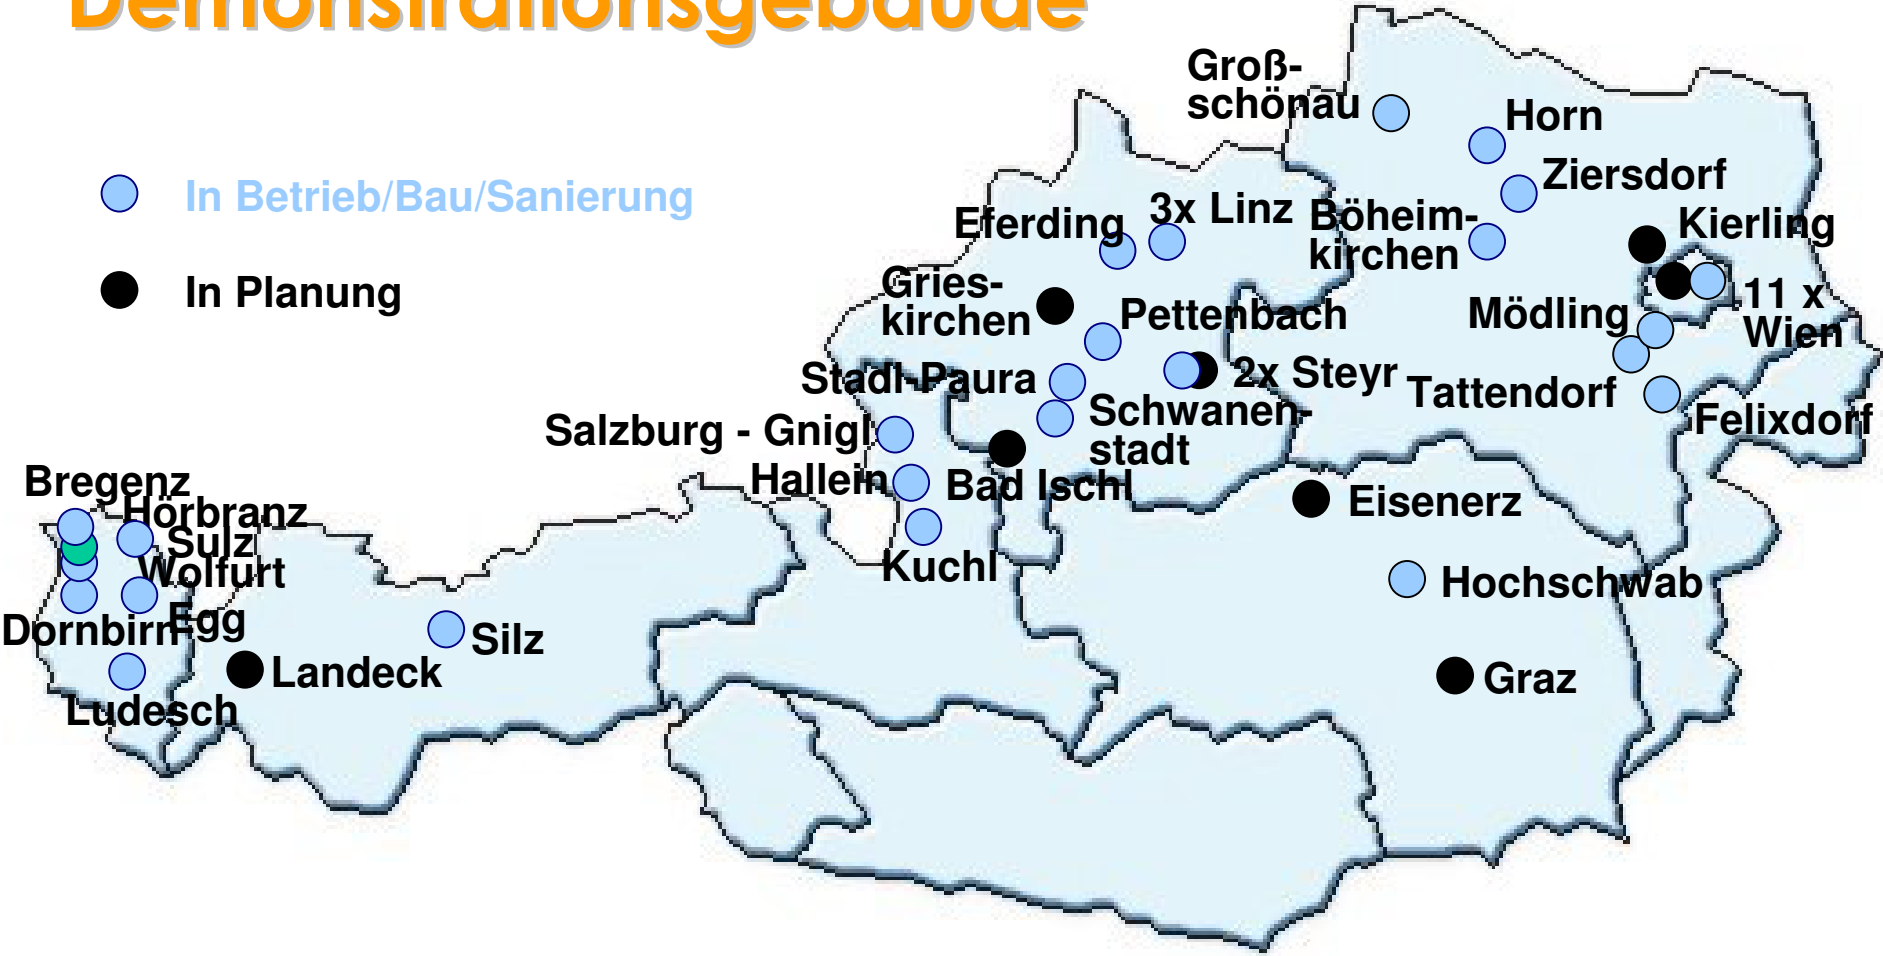 Demonstrationsgebäude
Groß-
schönau
Horn
In Betrieb/Bau/Sanierung
Ziersdorf
Eferding
3x Linz
Böheim-
kirchen
Kierling
In Planung
Gries-
kirchen
Pettenbach
Mödling
11 x
Wien
Stadl-Paura
2x Steyr
Tattendorf
Felixdorf
Schwanen-
stadt
Salzburg - Gnigl
Hallein
Bad Ischl
Eisenerz
Bregenz
Hörbranz
Sulz
Wolfurt
Kuchl
Hochschwab
Dornbirn
Egg
Silz
Landeck
Graz
Ludesch